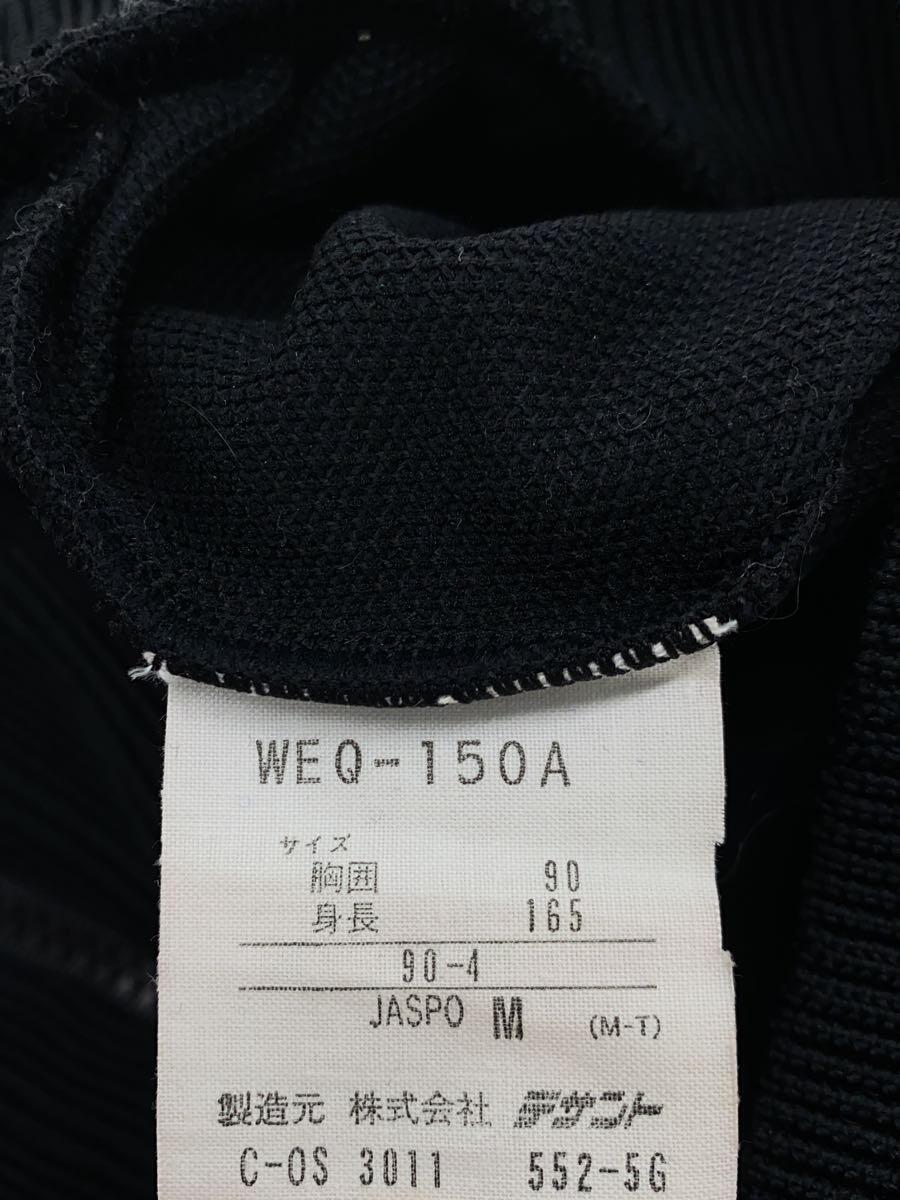 WEQ-150A
サイズ
胸囲 90
身長 165
90-4
JASPO M (M-T)
製造元 株式会社 デサント
C-OS 3011 552-5G